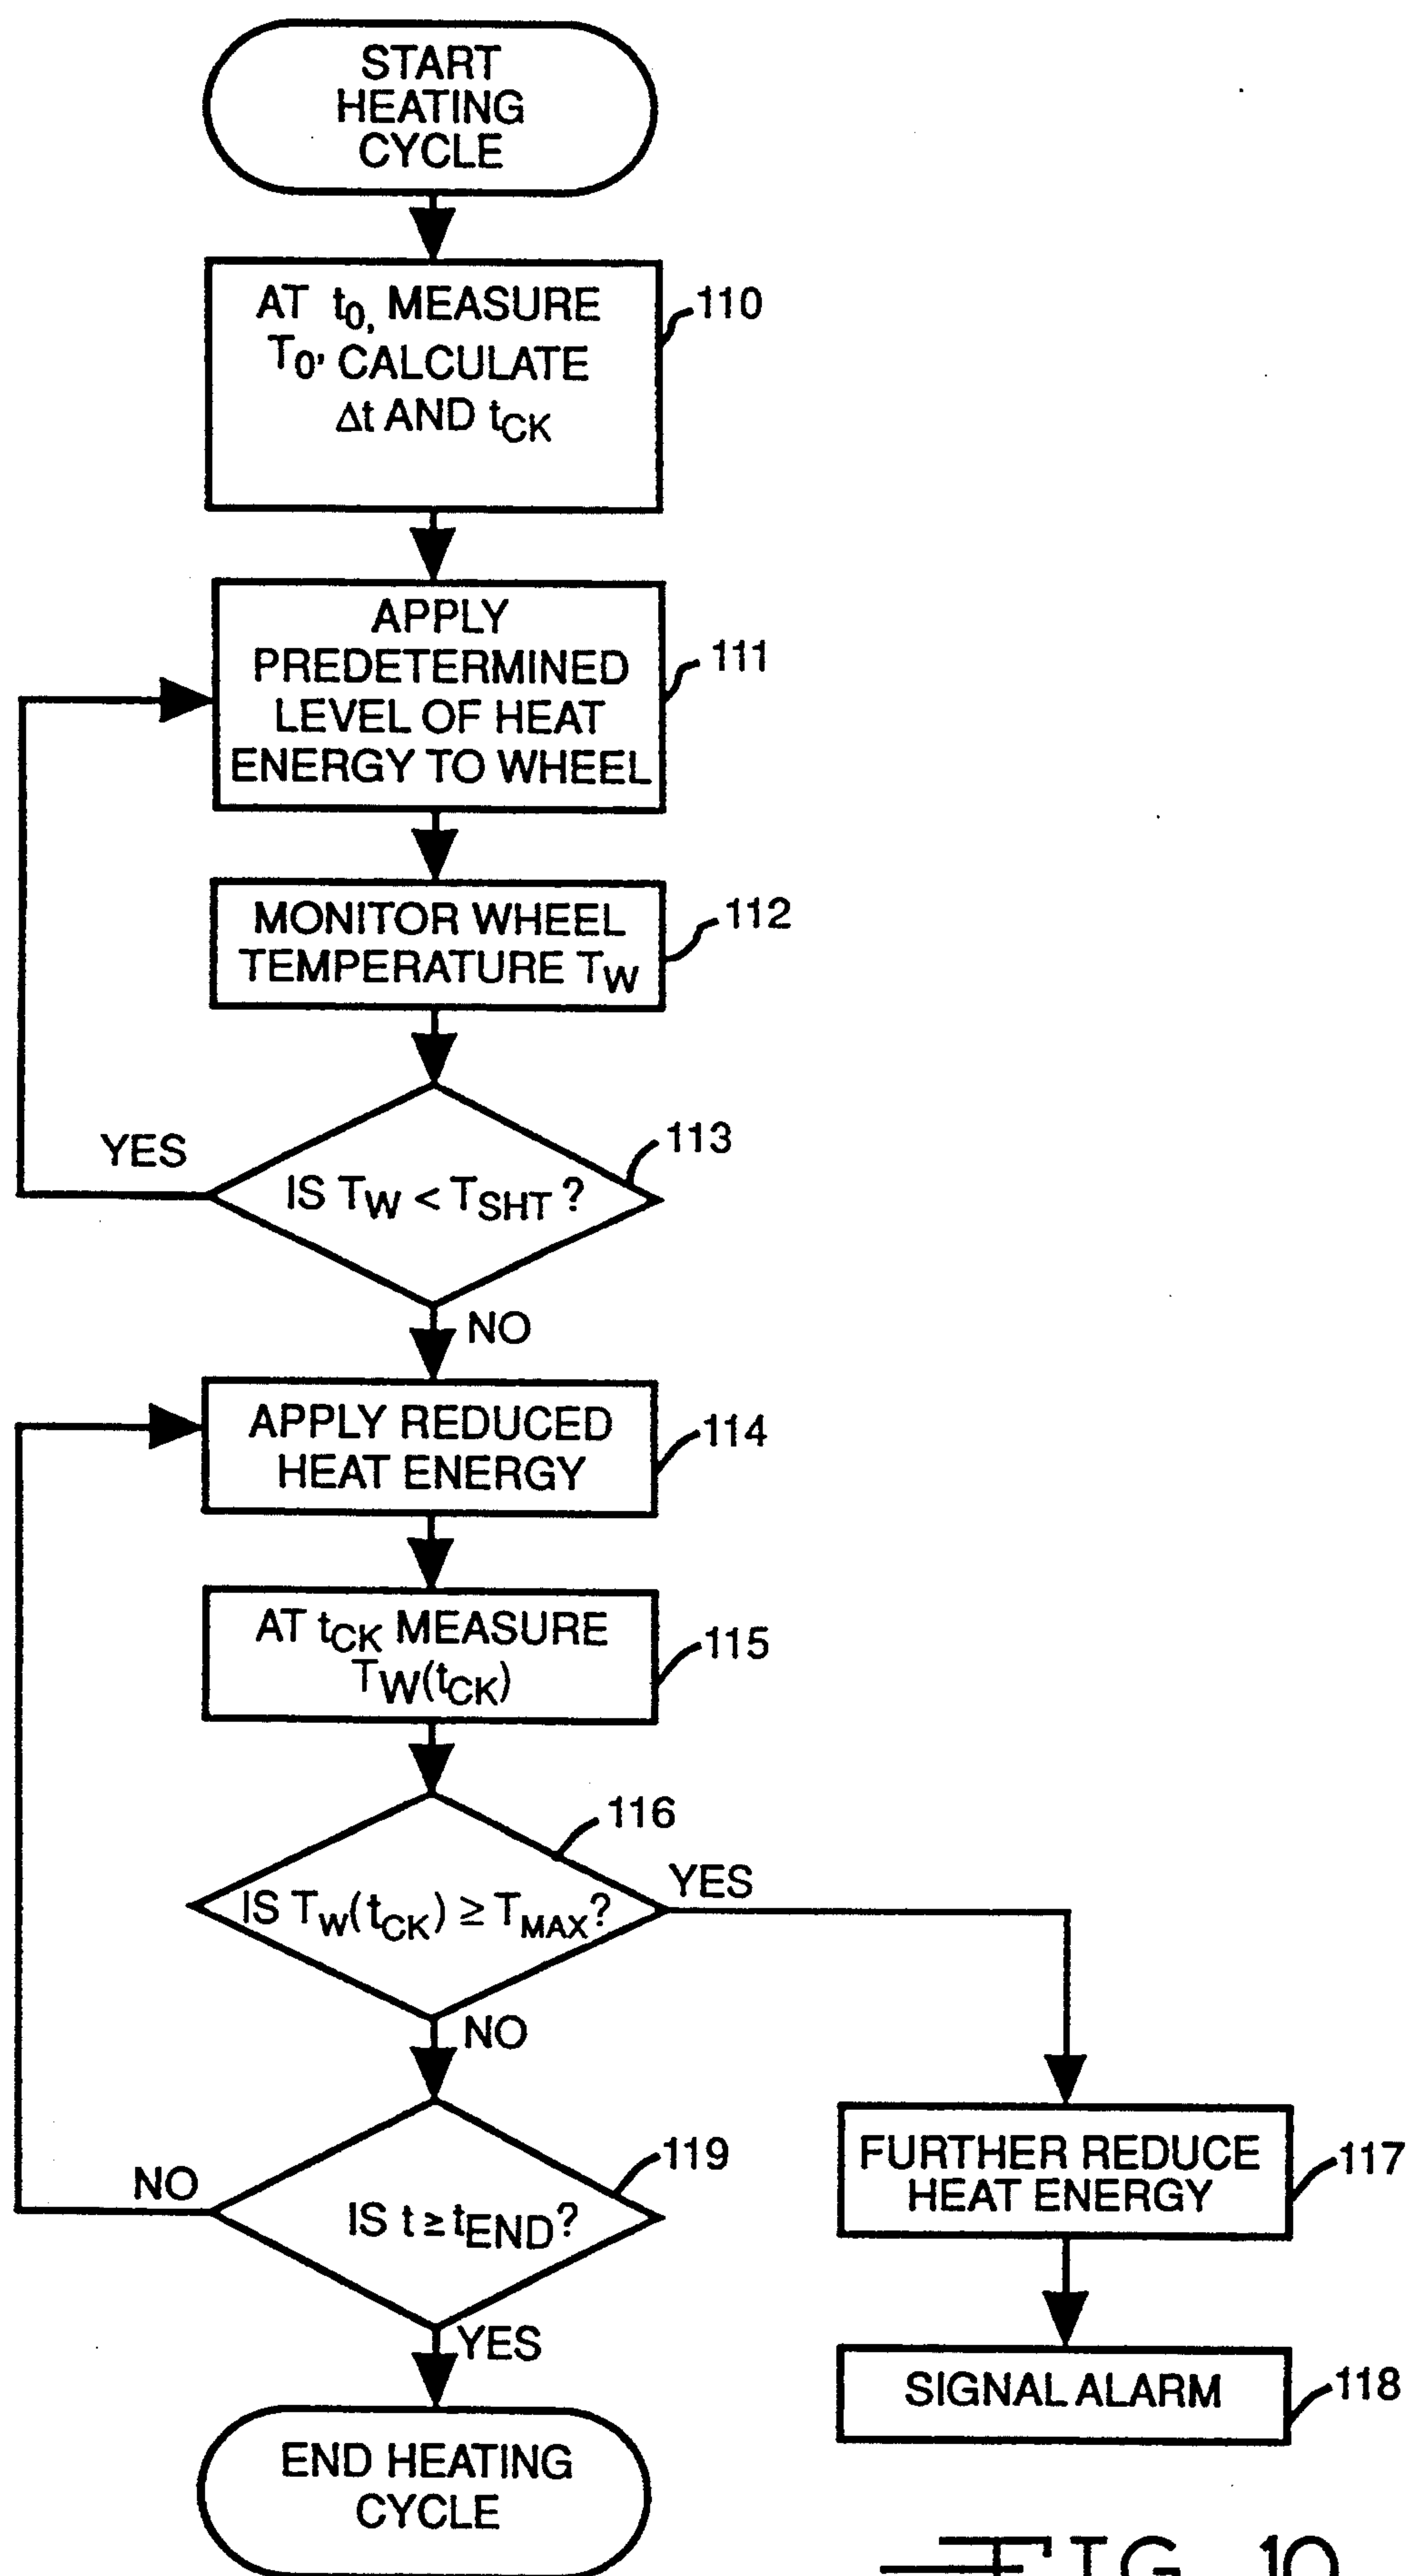 START
HEATING
CYCLE
AT t0, MEASURE
T0, CALCULATE
Δt AND tCK
110
APPLY
PREDETERMINED
LEVEL OF HEAT
ENERGY TO WHEEL
111
MONITOR WHEEL
TEMPERATURE TW
112
YES
IS TW < TSHT ?
113
NO
APPLY REDUCED
HEAT ENERGY
114
AT tCK MEASURE
TW(tCK)
115
116
IS TW(tCK) ≥ TMAX?
YES
NO
119
NO
IS t ≥ tEND?
YES
FURTHER REDUCE
HEAT ENERGY
117
SIGNAL ALARM
118
END HEATING
CYCLE
FIG. 10